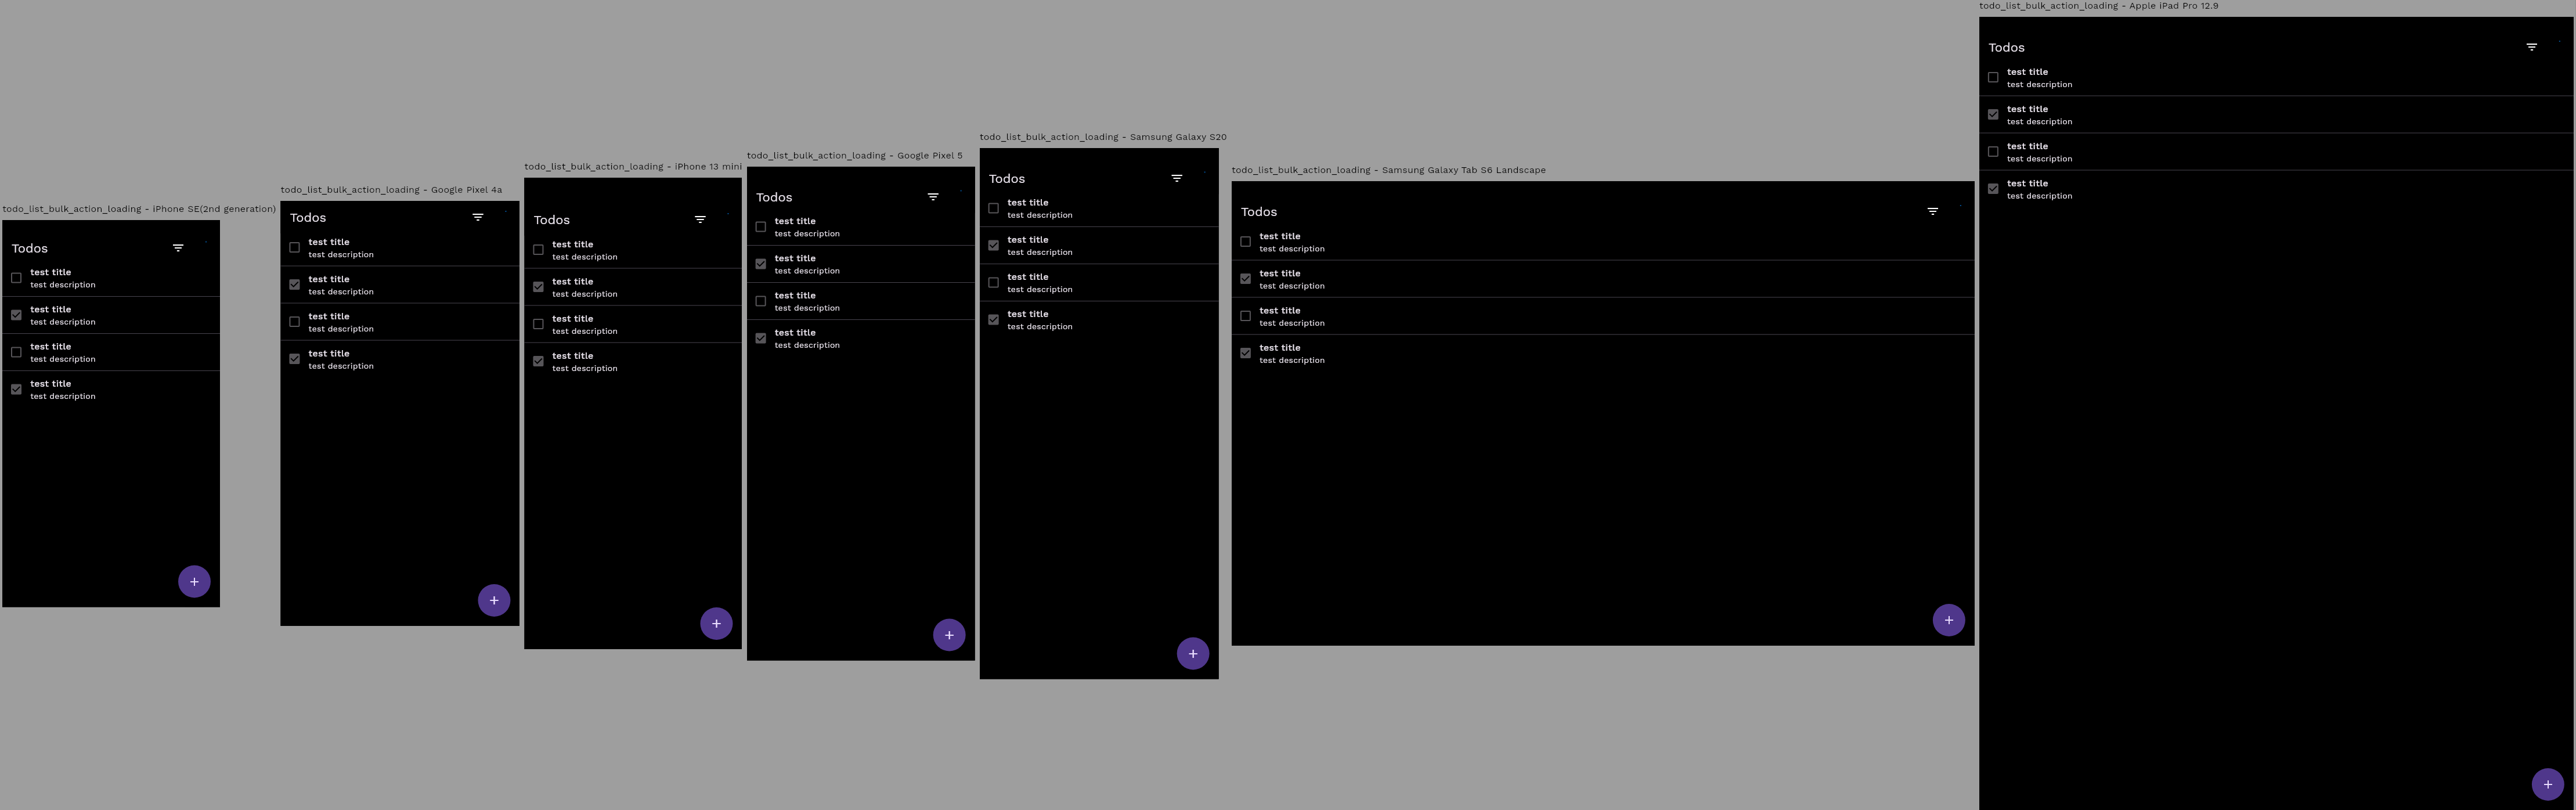 todo_list_bulk_action_loading - iPhone SE(2nd generation)
Todos
test title
test description
test title
test description
test title
test description
test title
test description
todo_list_bulk_action_loading - Google Pixel 4a
Todos
test title
test description
test title
test description
test title
test description
test title
test description
todo_list_bulk_action_loading - iPhone 13 mini
Todos
test title
test description
test title
test description
test title
test description
test title
test description
todo_list_bulk_action_loading - Google Pixel 5
Todos
test title
test description
test title
test description
test title
test description
test title
test description
todo_list_bulk_action_loading - Samsung Galaxy S20
Todos
test title
test description
test title
test description
test title
test description
test title
test description
todo_list_bulk_action_loading - Samsung Galaxy Tab S6 Landscape
Todos
test title
test description
test title
test description
test title
test description
test title
test description
todo_list_bulk_action_loading - Apple iPad Pro 12.9
Todos
test title
test description
test title
test description
test title
test description
test title
test description